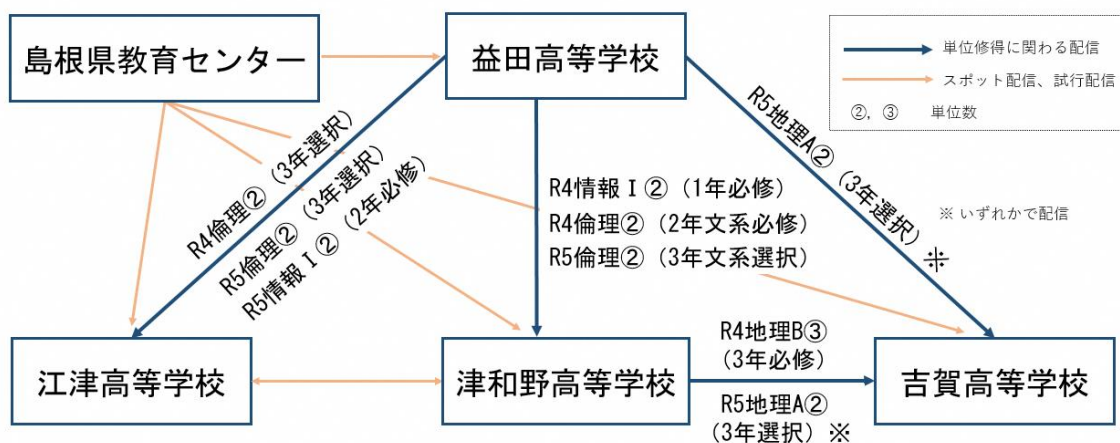 島根県教育センター
益田高等学校
単位修得に関わる配信
スポット配信、試行配信
②, ③ 単位数
R4倫理②（3年選択）
R5倫理②（3年選択）
R5情報Ⅰ②（2年必修）
R4情報Ⅰ②（1年必修）
R4倫理②（2年文系必修）
R5倫理②（3年文系選択）
R5地理A②（3年選択）※
※ いずれかで配信
江津高等学校
津和野高等学校
R4地理B③
（3年必修）
R5地理A②
（3年選択）※
吉賀高等学校